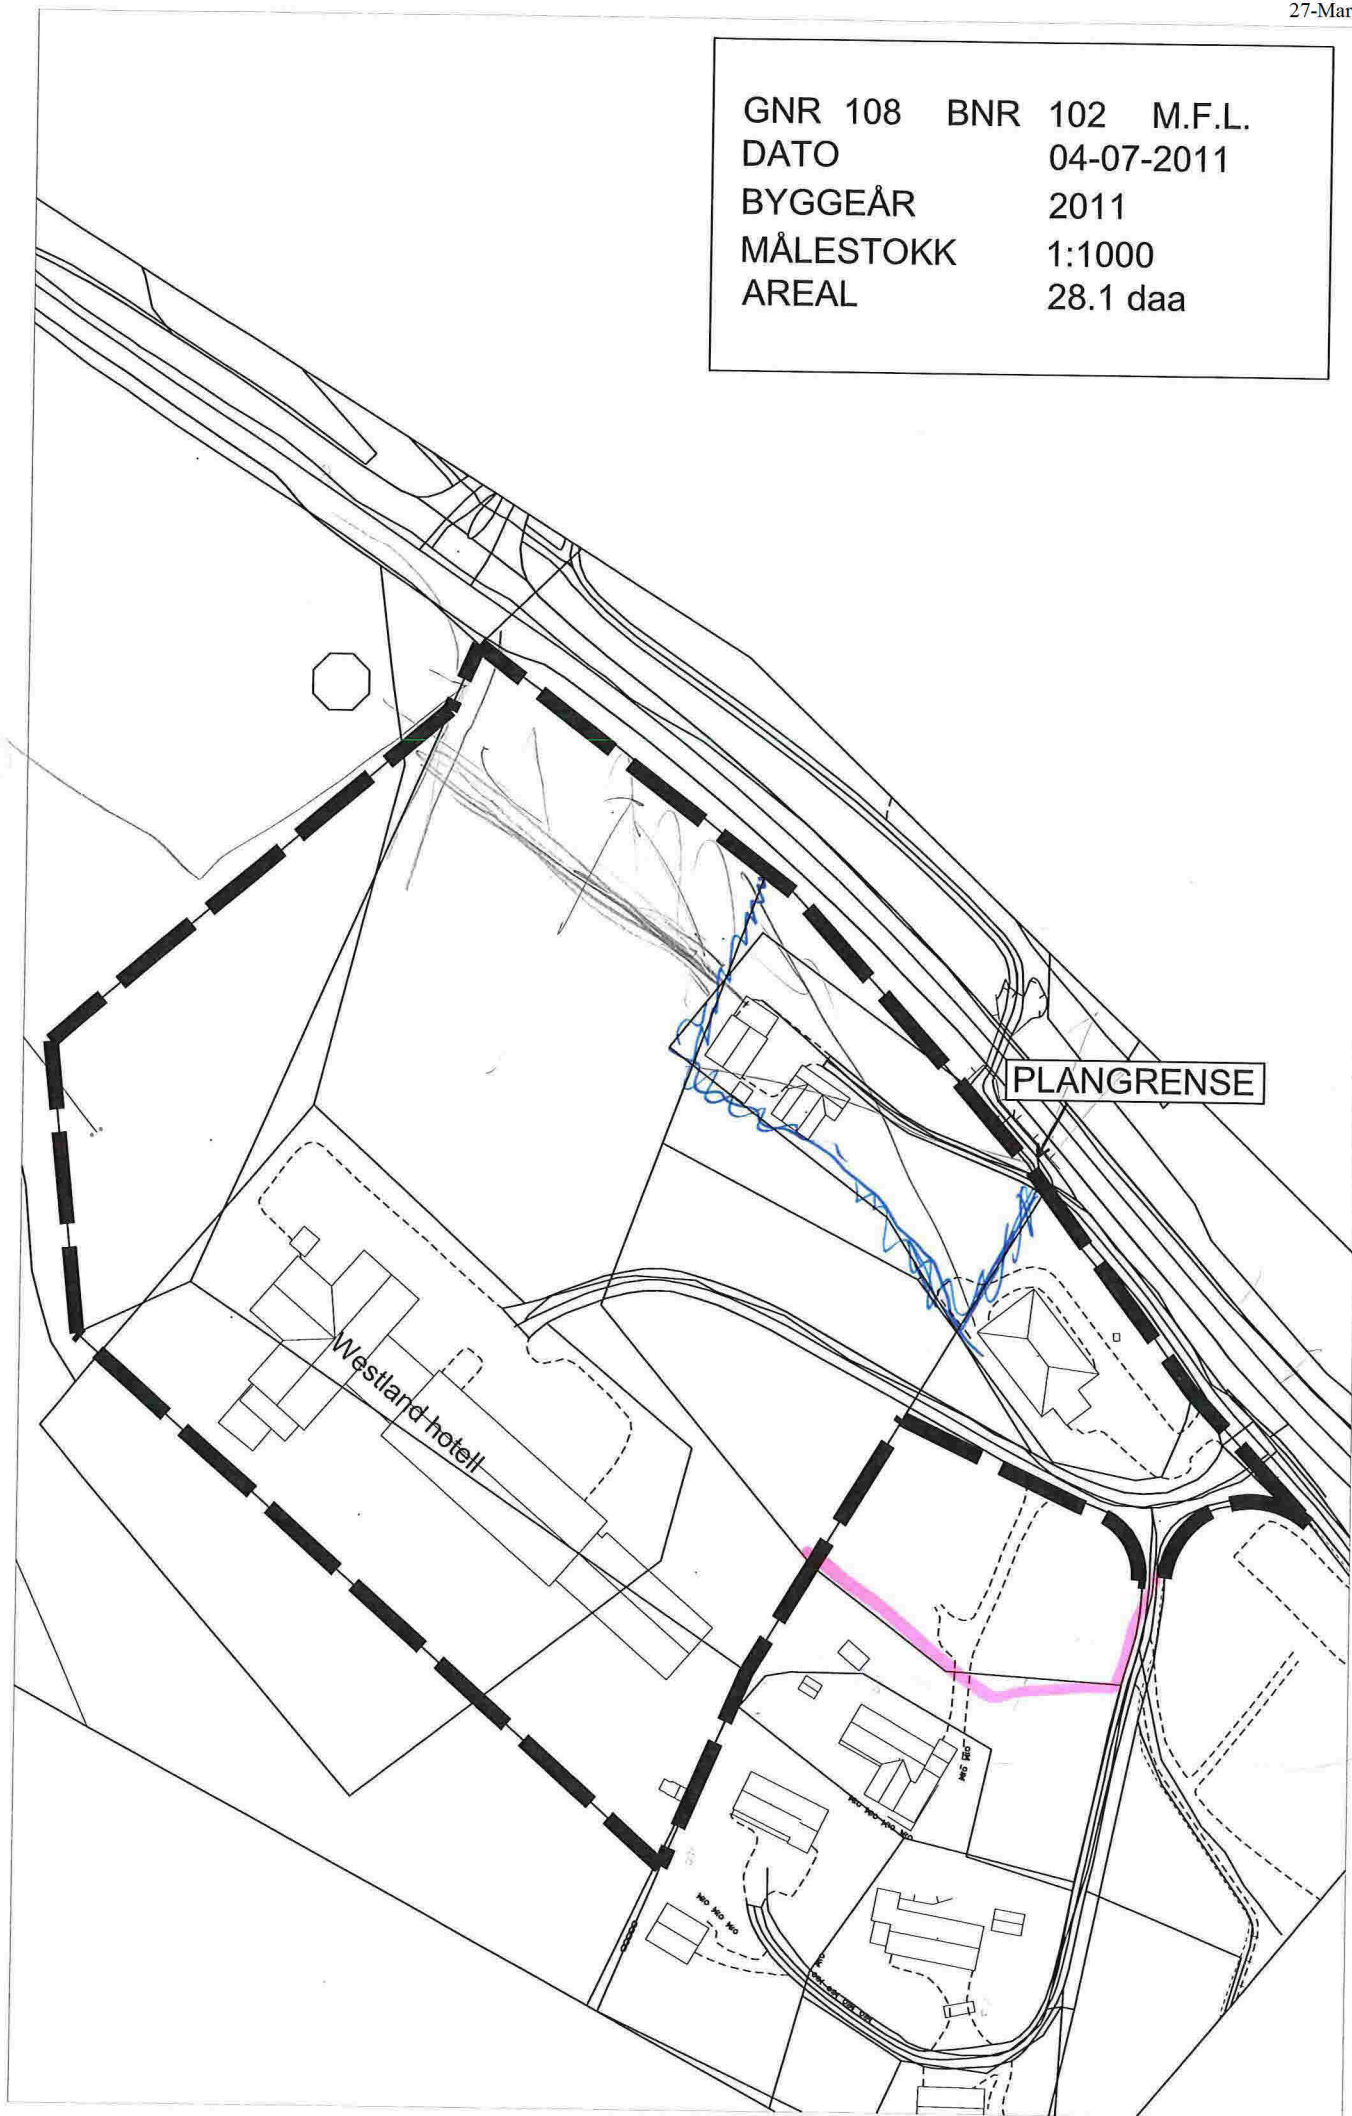 27-Mar
GNR 108 BNR 102 M.F.L.
DATO 04-07-2011
BYGGEÅR 2011
MÅLESTOKK 1:1000
AREAL 28.1 daa
PLANGRENSE
Westland hotell